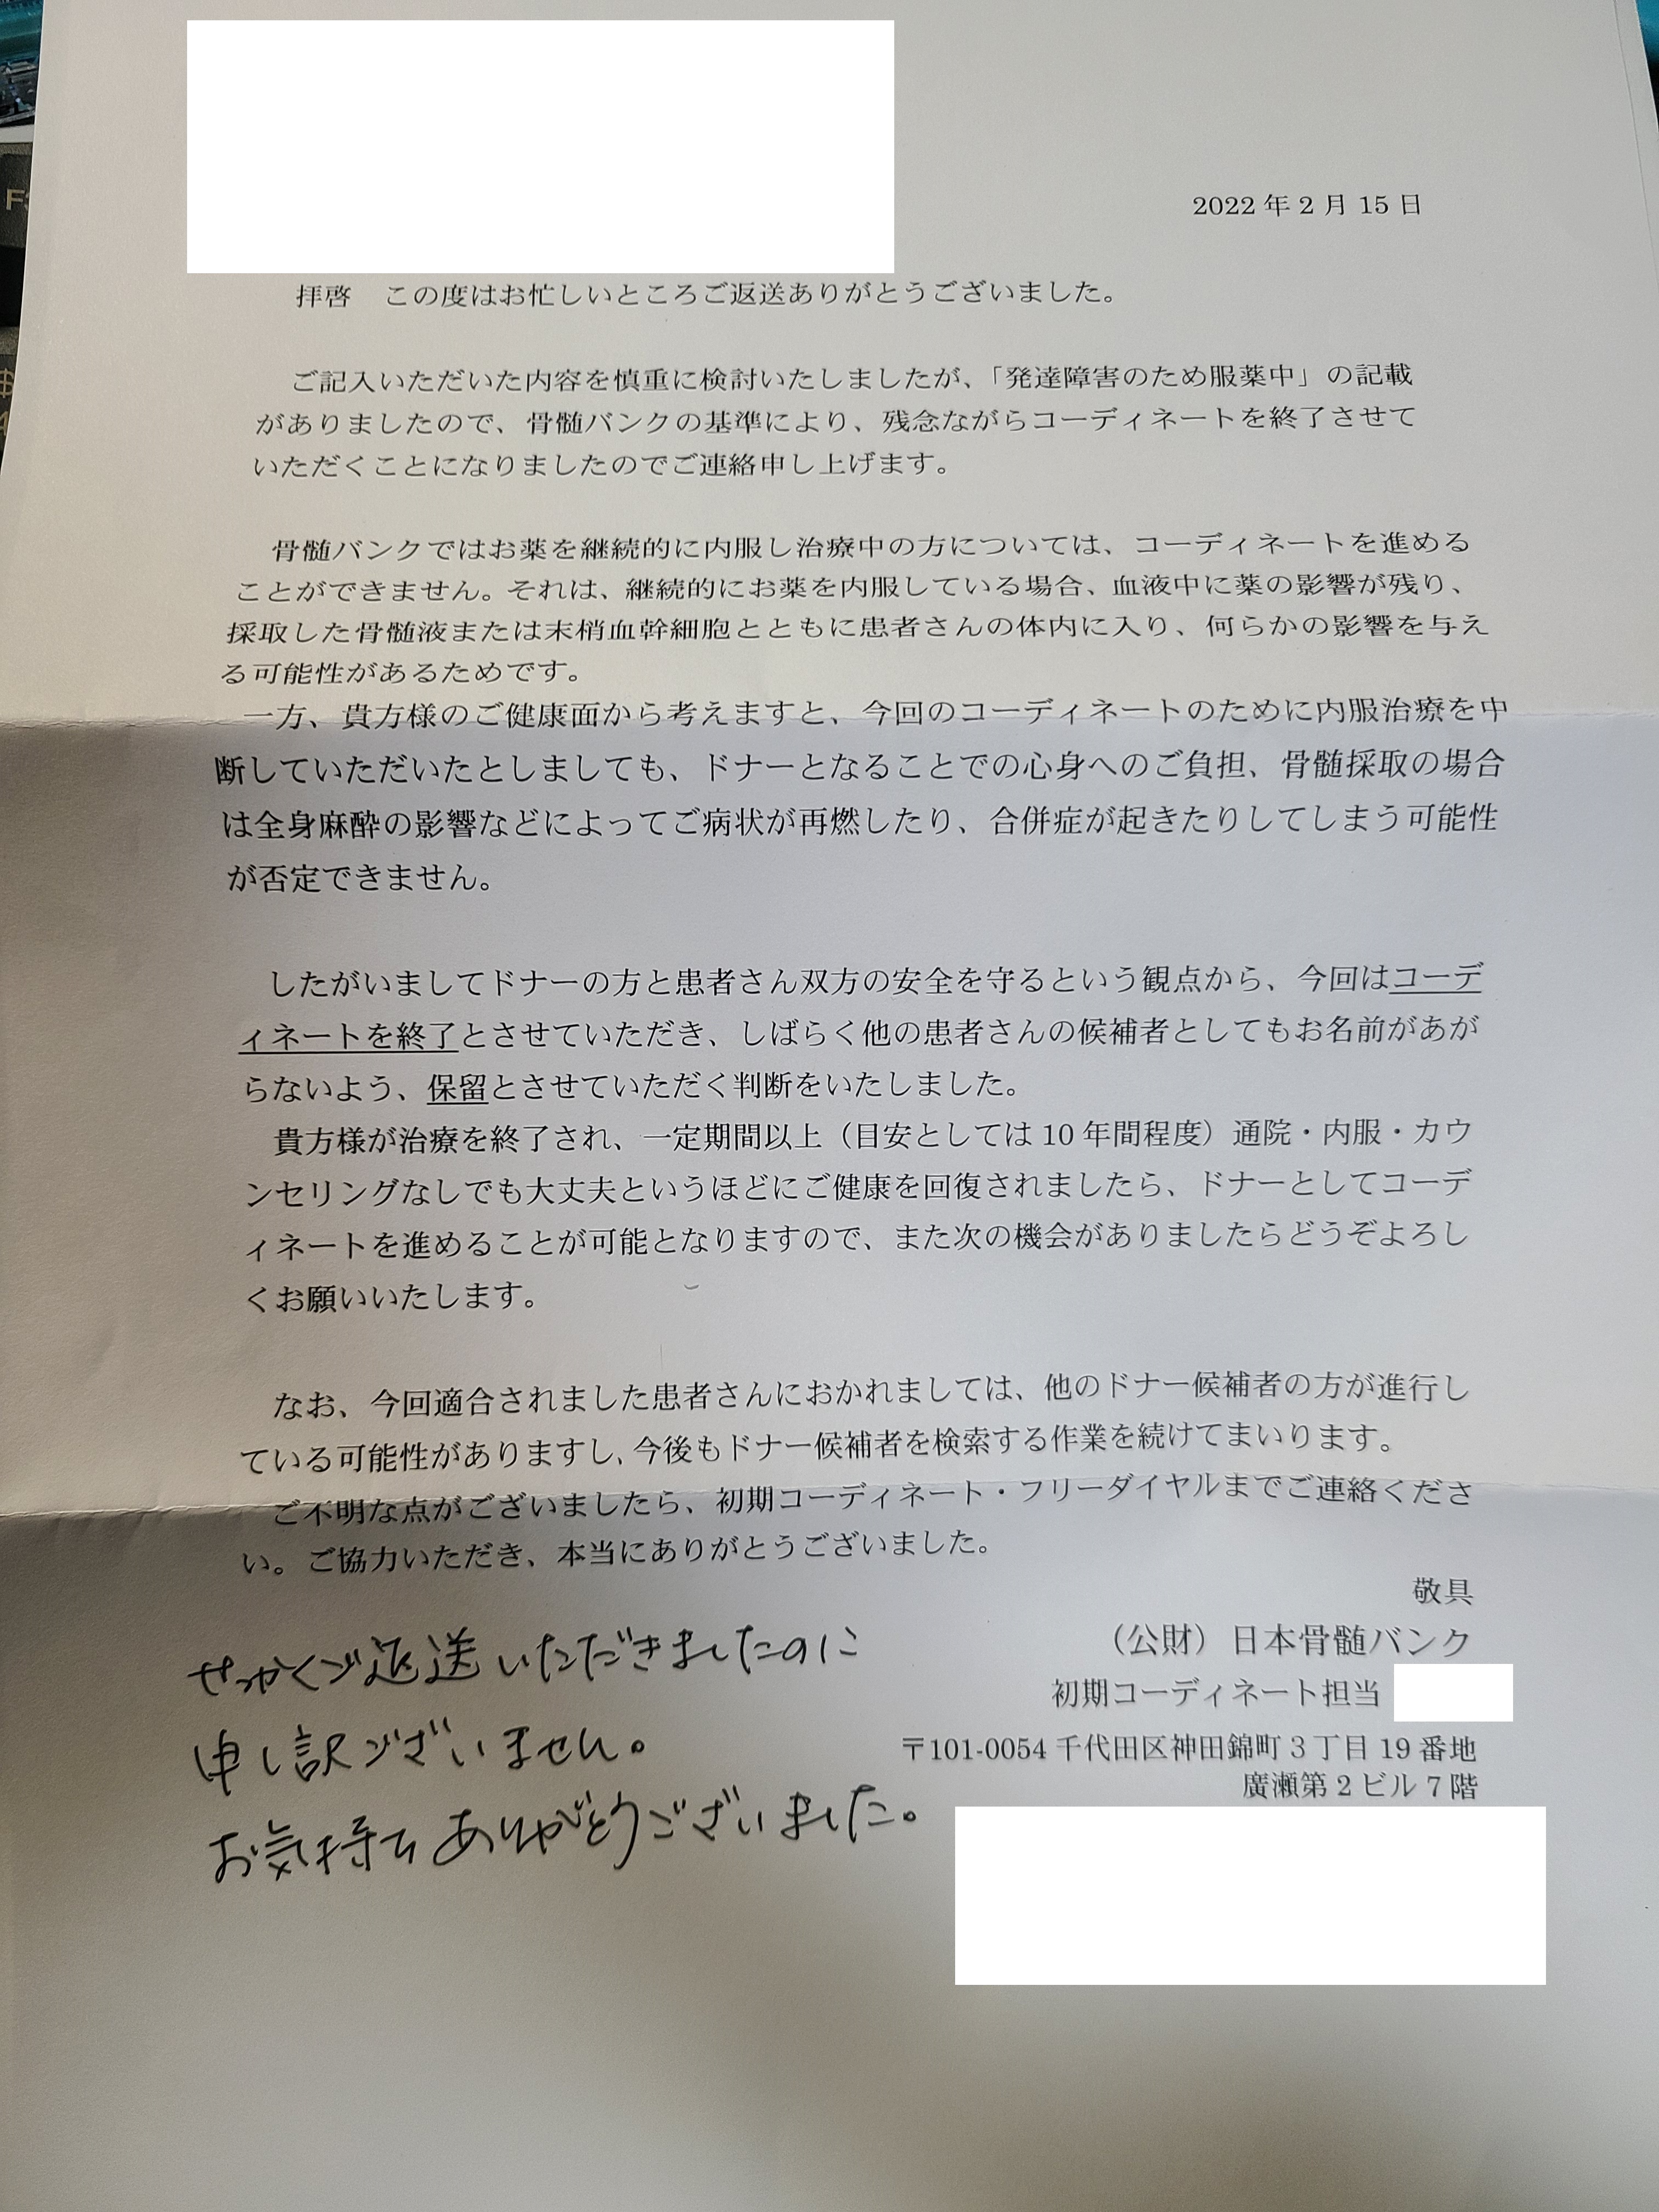 2022 年 2 月 15 日
拝啓　この度はお忙しいところご返送ありがとうございました。
ご記入いただいた内容を慎重に検討いたしましたが、「発達障害のため服薬中」の記載
がありましたので、骨髄バンクの基準により、残念ながらコーディネートを終了させて
いただくことになりましたのでご連絡申し上げます。
骨髄バンクではお薬を継続的に内服し治療中の方については、コーディネートを進める
ことができません。それは、継続的にお薬を内服している場合、血液中に薬の影響が残り、
採取した骨髄液または末梢血幹細胞とともに患者さんの体内に入り、何らかの影響を与え
る可能性があるためです。
一方、貴方様のご健康面から考えますと、今回のコーディネートのために内服治療を中
断していただいたとしましても、ドナーとなることでの心身へのご負担、骨髄採取の場合
は全身麻酔の影響などによってご病状が再燃したり、合併症が起きたりしてしまう可能性
が否定できません。
したがいましてドナーの方と患者さん双方の安全を守るという観点から、今回はコーデ
ィネートを終了とさせていただき、しばらく他の患者さんの候補者としてもお名前があが
らないよう、保留とさせていただく判断をいたしました。
貴方様が治療を終了され、一定期間以上（目安としては 10 年間程度）通院・内服・カウ
ンセリングなしでも大丈夫というほどにご健康を回復されましたら、ドナーとしてコーデ
ィネートを進めることが可能となりますので、また次の機会がありましたらどうぞよろし
くお願いいたします。
なお、今回適合されました患者さんにおかれましては、他のドナー候補者の方が進行し
ている可能性がありますし、今後もドナー候補者を検索する作業を続けてまいります。
ご不明な点がございましたら、初期コーディネート・フリーダイヤルまでご連絡くださ
い。ご協力いただき、本当にありがとうございました。
敬具
（公財）日本骨髄バンク
初期コーディネート担当
〒101-0054 千代田区神田錦町 3 丁目 19 番地
廣瀬第 2 ビル 7 階
せっかくご返送いただきましたのに
申し訳ございません。
お気持ちありがとうございました。